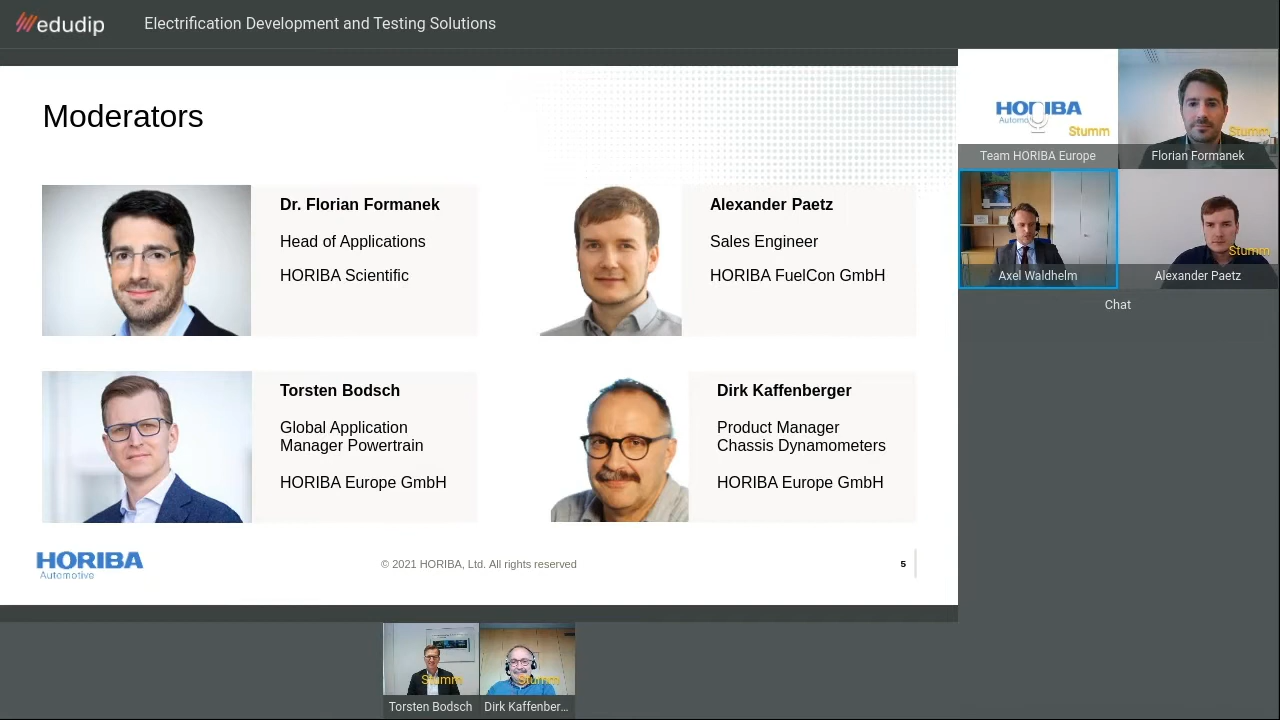 edudip
Electrification Development and Testing Solutions
Moderators
Dr. Florian Formanek
Head of Applications
HORIBA Scientific
Alexander Paetz
Sales Engineer
HORIBA FuelCon GmbH
Torsten Bodsch
Global Application
Manager Powertrain
HORIBA Europe GmbH
Dirk Kaffenberger
Product Manager
Chassis Dynamometers
HORIBA Europe GmbH
HORIBA
Automotive
© 2021 HORIBA, Ltd. All rights reserved
5
HORIBA
Stumm
Team HORIBA Europe
Stumm
Florian Formanek
Axel Waldhelm
Stumm
Alexander Paetz
Chat
Stumm
Torsten Bodsch
Stumm
Dirk Kaffenber...